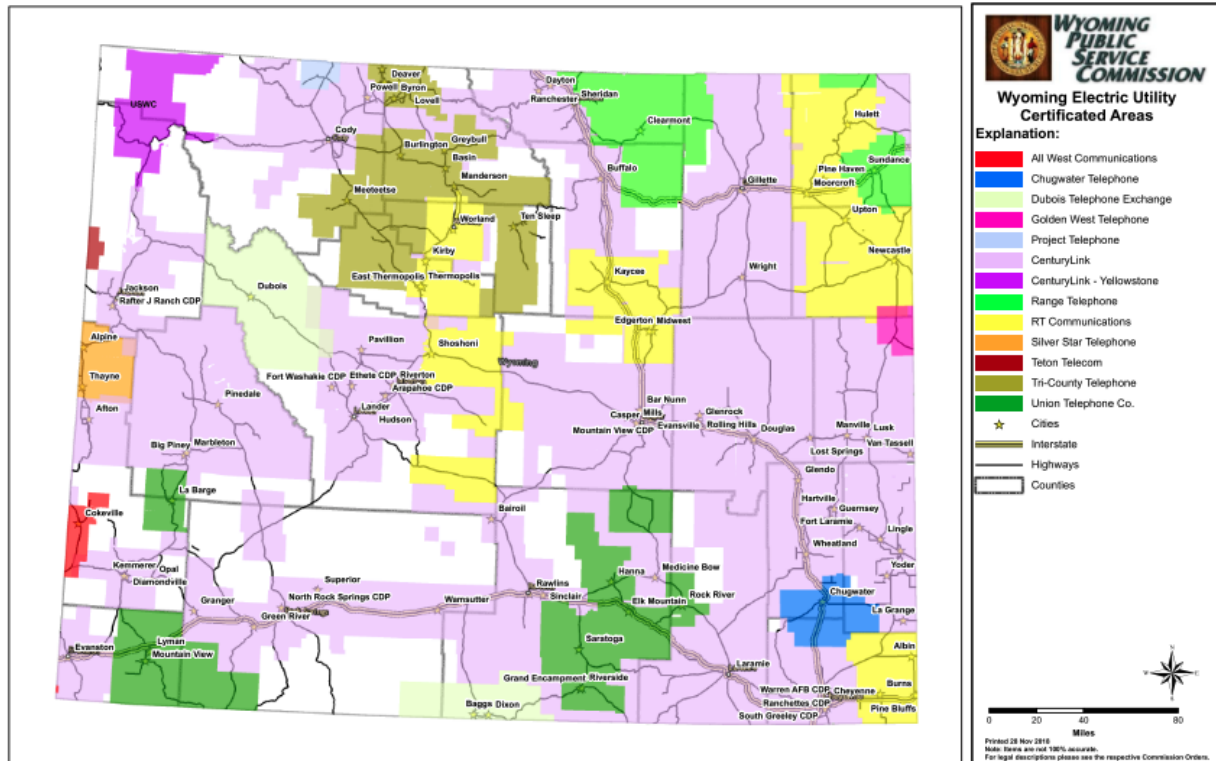 Deaver
Powell
Byron
Lovell
USWC
Cody
Burlington
Greybull
Basin
Manderson
Meeteetse
Worland
Ten Sleep
Kirby
East Thermopolis
Thermopolis
Dayton
Ranchester
Sheridan
Clearmont
Buffalo
Gillette
Hulett
Sundance
Pine Haven
Moorcroft
Upton
Newcastle
Kaycee
Wright
Edgerton
Midwest
Jackson
Rafter J Ranch CDP
Dubois
Alpine
Thayne
Afton
Pavillion
Shoshoni
Wyoming
Fort Washakie CDP
Ethete CDP
Riverton
Arapahoe CDP
Lander
Hudson
Pinedale
Big Piney
Marbleton
La Barge
Bar Nunn
Casper
Mills
Mountain View CDP
Evansville
Glenrock
Rolling Hills
Douglas
Manville
Lusk
Van Tassell
Lost Springs
Glendo
Hartville
Guernsey
Fort Laramie
Lingle
Wheatland
Yoder
Cokeville
Kemmerer
Opal
Diamondville
Granger
Superior
North Rock Springs CDP
Green River
Wamsutter
Bairoil
Rawlins
Sinclair
Hanna
Medicine Bow
Elk Mountain
Rock River
Chugwater
La Grange
Evanston
Lyman
Mountain View
Saratoga
Grand Encampment
Riverside
Baggs
Dixon
Laramie
Albin
Warren AFB CDP
Cheyenne
Burns
Ranchettes CDP
Pine Bluffs
South Greeley CDP
WYOMING
PUBLIC
SERVICE
COMMISSION
Wyoming Electric Utility
Certificated Areas
Explanation:
All West Communications
Chugwater Telephone
Dubois Telephone Exchange
Golden West Telephone
Project Telephone
CenturyLink
CenturyLink - Yellowstone
Range Telephone
RT Communications
Silver Star Telephone
Teton Telecom
Tri-County Telephone
Union Telephone Co.
Cities
Interstate
Highways
Counties
N
W
E
S
0 20 40 80
Miles
Printed 28 Nov 2018
Note: Items are not 100% accurate.
For legal descriptions please see the respective Commission Orders.